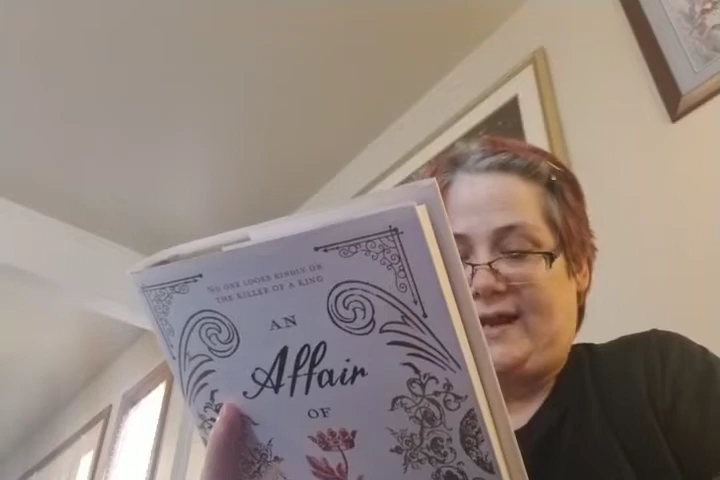 NO ONE LOOKS KINDLY ON
THE KILLER OF A KING
AN
Affair
OF